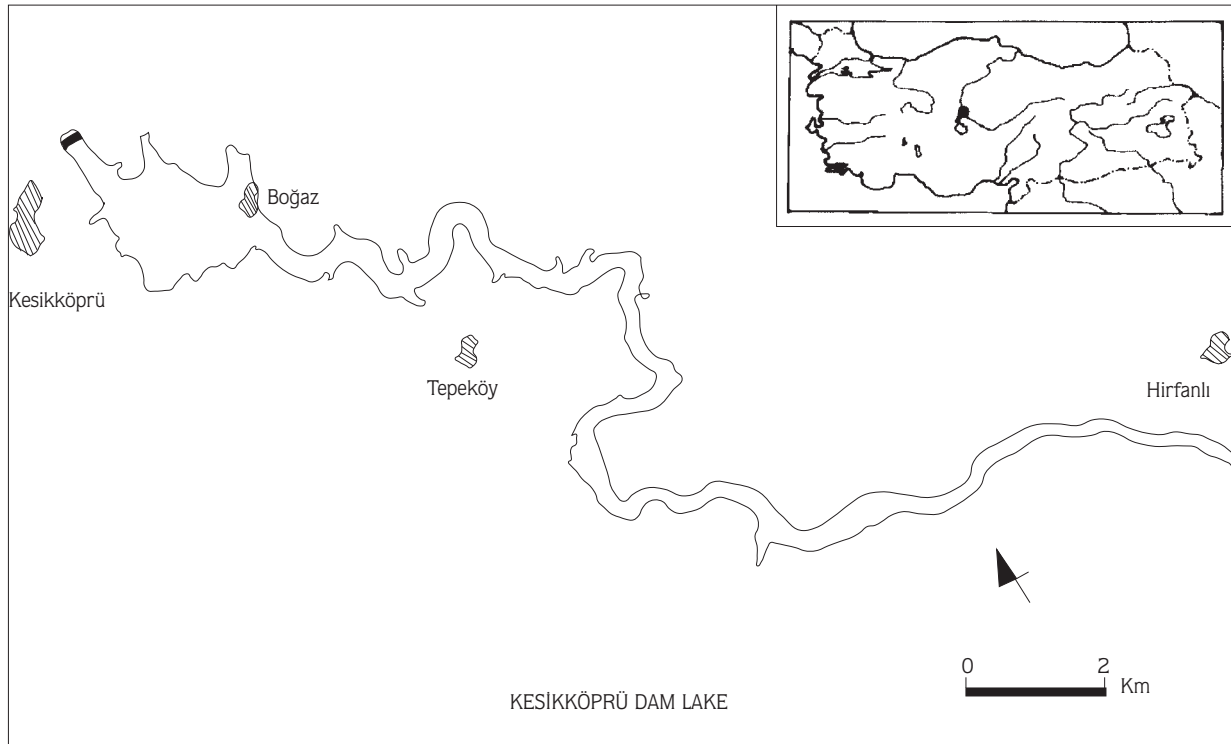 Boğaz
Kesikköprü
Tepeköy
Hirfanlı
0 2
Km
KESİKKÖPRÜ DAM LAKE